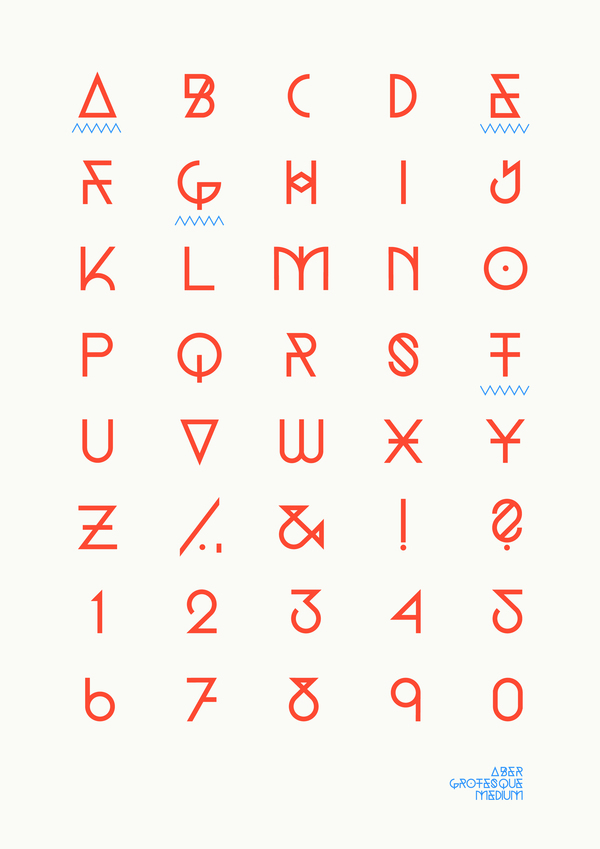 A B C D E
F G H I J
K L M N O
P Q R S T
U V W X Y
Z / . , & ! ?
1 2 3 4 5
6 7 8 9 0
ABER
GROTESQUE
MEDIUM